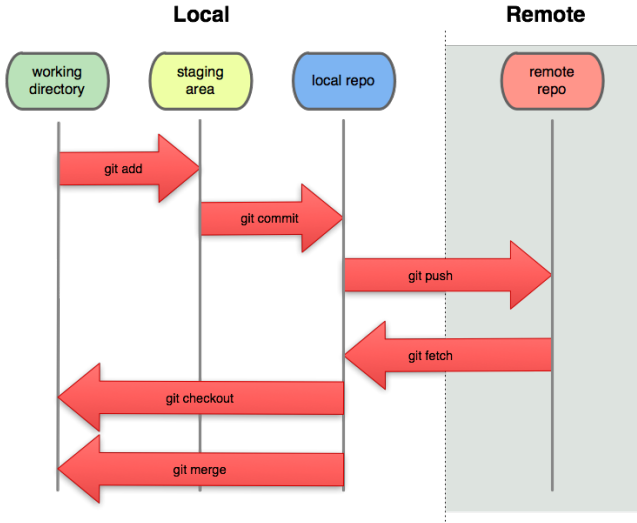 Local
Remote
working
directory
staging
area
local repo
remote
repo
git add
git commit
git push
git fetch
git checkout
git merge